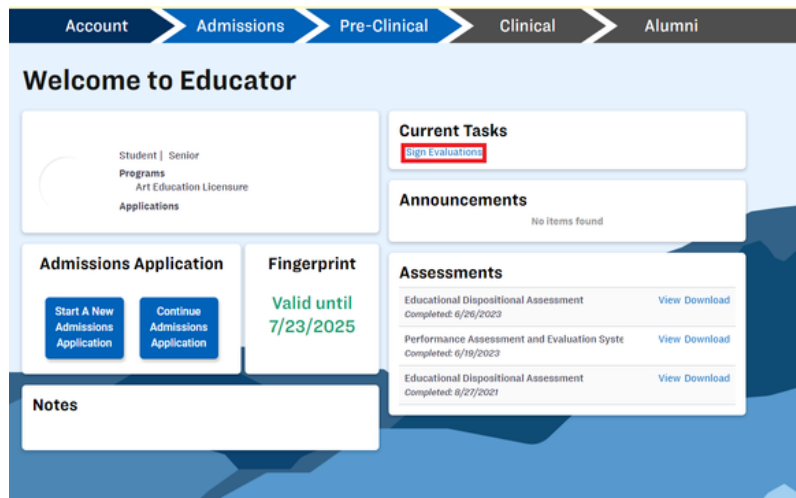 Account Admissions Pre-Clinical Clinical Alumni
Welcome to Educator
Student | Senior
Programs
Art Education Licensure
Applications
Current Tasks
Sign Evaluations
Announcements
No items found
Admissions Application
Start A New
Admissions
Application
Continue
Admissions
Application
Fingerprint
Valid until
7/23/2025
Assessments
Educational Dispositional Assessment View Download
Completed: 6/26/2023
Performance Assessment and Evaluation Syste View Download
Completed: 6/19/2023
Educational Dispositional Assessment View Download
Completed: 8/27/2021
Notes